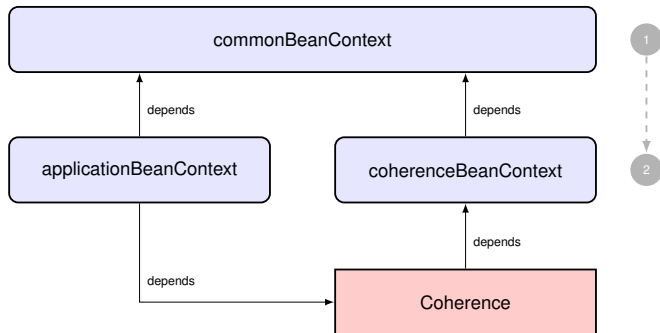 commonBeanContext
1
depends
depends
applicationBeanContext
coherenceBeanContext
2
depends
depends
Coherence